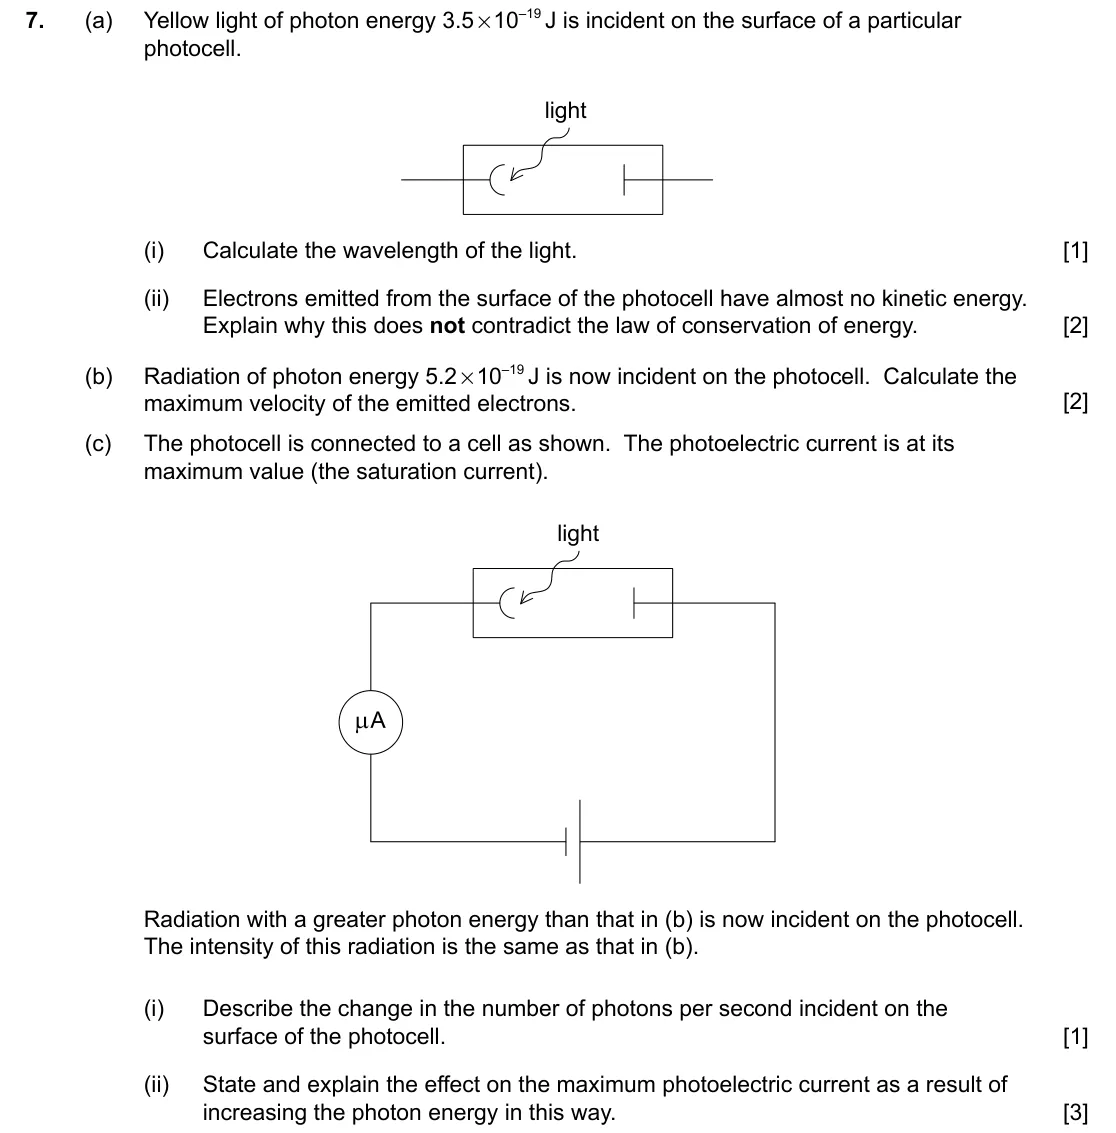 7. (a) Yellow light of photon energy 3.5×10⁻¹⁹ J is incident on the surface of a particular
photocell.
light
(i) Calculate the wavelength of the light. [1]
(ii) Electrons emitted from the surface of the photocell have almost no kinetic energy.
Explain why this does not contradict the law of conservation of energy. [2]
(b) Radiation of photon energy 5.2×10⁻¹⁹ J is now incident on the photocell. Calculate the
maximum velocity of the emitted electrons. [2]
(c) The photocell is connected to a cell as shown. The photoelectric current is at its
maximum value (the saturation current).
light
μA
Radiation with a greater photon energy than that in (b) is now incident on the photocell.
The intensity of this radiation is the same as that in (b).
(i) Describe the change in the number of photons per second incident on the
surface of the photocell. [1]
(ii) State and explain the effect on the maximum photoelectric current as a result of
increasing the photon energy in this way. [3]